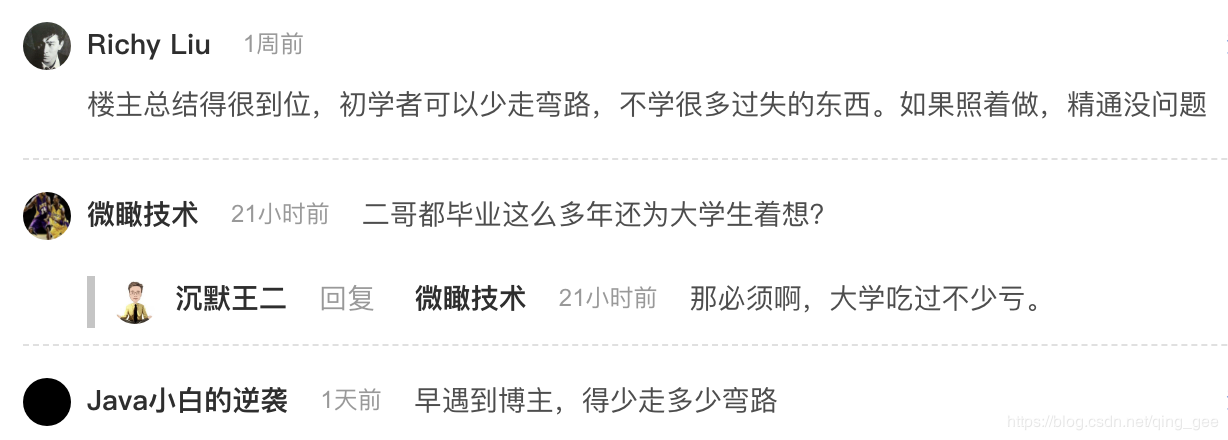 Richy Liu 1周前
楼主总结得很到位，初学者可以少走弯路，不学很多过失的东西。如果照着做，精通没问题
微瞰技术 21小时前 二哥都毕业这么多年还为大学生着想？
沉默王二 回复 微瞰技术 21小时前 那必须啊，大学吃过不少亏。
Java小白的逆袭 1天前 早遇到博主，得少走多少弯路
https://blog.csdn.net/qing_gee